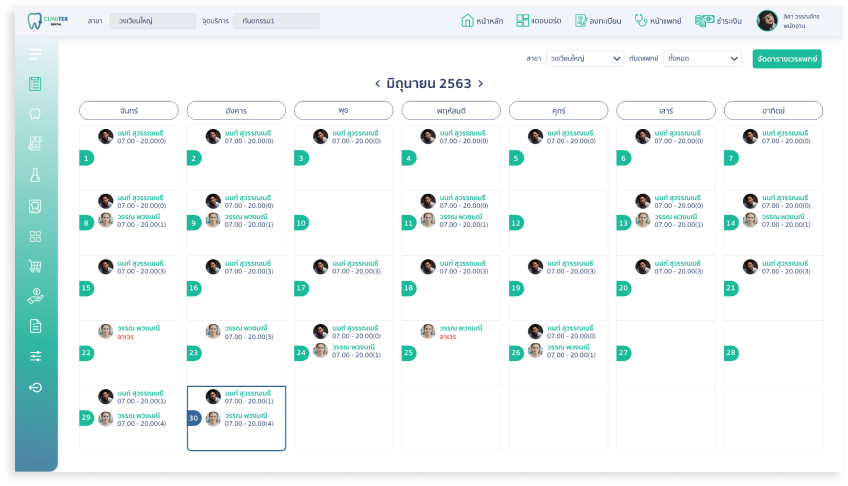 CLINITER
DENTAL
สาขา วงเวียนใหญ่ จุดบริการ ทันตกรรม1
หน้าหลัก แดชบอร์ด ลงทะเบียน หน้าแพทย์ ชำระเงิน
ลิสา วรรณจักร
พนักงาน
สาขา วงเวียนใหญ่ ทันตแพทย์ ทั้งหมด จัดตารางเวรแพทย์
< มิถุนายน 2563 >
จันทร์ อังคาร พุธ พฤหัสบดี ศุกร์ เสาร์ อาทิตย์
นนท์ สุวรรณเมธี นนท์ สุวรรณเมธี นนท์ สุวรรณเมธี นนท์ สุวรรณเมธี นนท์ สุวรรณเมธี นนท์ สุวรรณเมธี นนท์ สุวรรณเมธี
07.00 - 20.00(0) 07.00 - 20.00(0) 07.00 - 20.00(0) 07.00 - 20.00(0) 07.00 - 20.00(0) 07.00 - 20.00(0) 07.00 - 20.00(0)
1 2 3 4 5 6 7
นนท์ สุวรรณเมธี นนท์ สุวรรณเมธี นนท์ สุวรรณเมธี นนท์ สุวรรณเมธี นนท์ สุวรรณเมธี
07.00 - 20.00(0) 07.00 - 20.00(0) 07.00 - 20.00(0) 07.00 - 20.00(0) 07.00 - 20.00(0)
วรรณ พวงมณี วรรณ พวงมณี วรรณ พวงมณี วรรณ พวงมณี วรรณ พวงมณี
8 07.00 - 20.00(1) 9 07.00 - 20.00(1) 10 11 07.00 - 20.00(1) 12 13 07.00 - 20.00(1) 14 07.00 - 20.00(1)
นนท์ สุวรรณเมธี นนท์ สุวรรณเมธี นนท์ สุวรรณเมธี นนท์ สุวรรณเมธี นนท์ สุวรรณเมธี นนท์ สุวรรณเมธี นนท์ สุวรรณเมธี
07.00 - 20.00(3) 07.00 - 20.00(3) 07.00 - 20.00(3) 07.00 - 20.00(3) 07.00 - 20.00(3) 07.00 - 20.00(3) 07.00 - 20.00(3)
15 16 17 18 19 20 21
วรรณ พวงมณี วรรณ พวงมณี นนท์ สุวรรณเมธี วรรณ พวงมณี นนท์ สุวรรณเมธี
ลาเวร 07.00 - 20.00(3) 07.00 - 20.00(0) ลาเวร 07.00 - 20.00(0)
วรรณ พวงมณี วรรณ พวงมณี
22 23 24 07.00 - 20.00(1) 25 26 07.00 - 20.00(1) 27 28
นนท์ สุวรรณเมธี นนท์ สุวรรณเมธี
07.00 - 20.00(1) 07.00 - 20.00(1)
วรรณ พวงมณี วรรณ พวงมณี
29 07.00 - 20.00(4) 30 07.00 - 20.00(4)